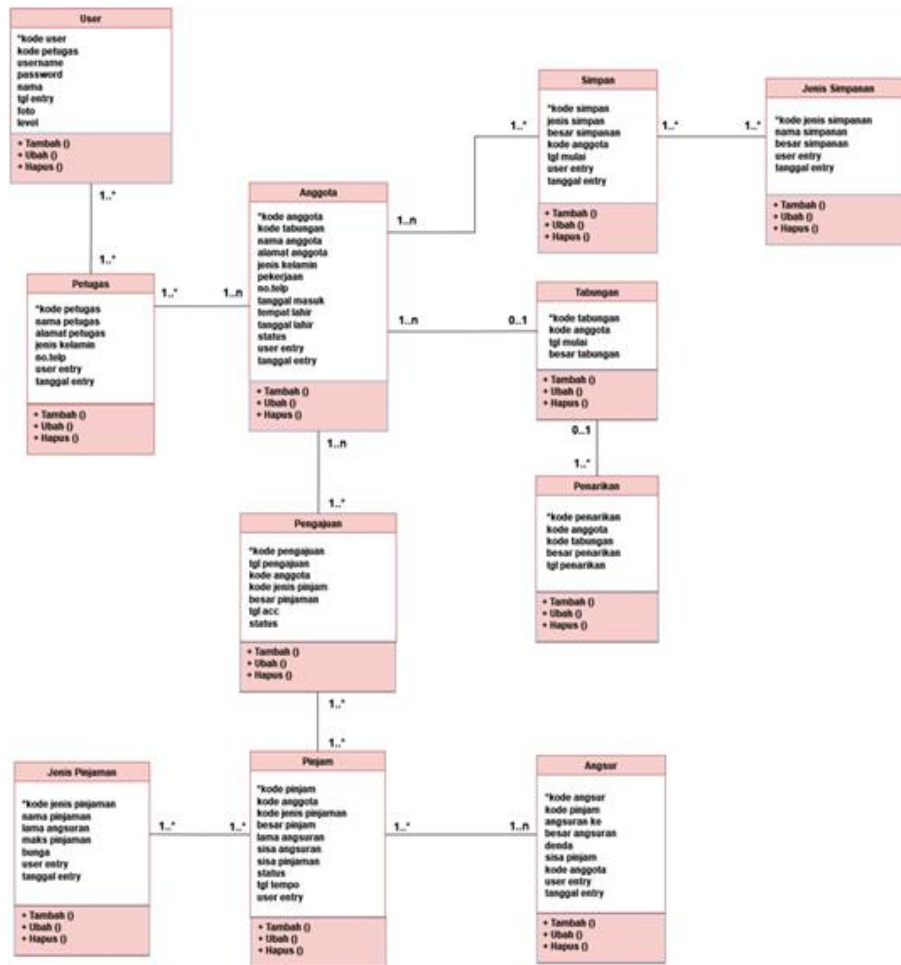 User
*kode user
kode petugas
username
password
nama
tgl entry
foto
level
+ Tambah ()
+ Ubah ()
+ Hapus ()
1..*
1..*
Petugas
*kode petugas
nama petugas
alamat petugas
jenis kelamin
no.telp
user entry
tanggal entry
+ Tambah ()
+ Ubah ()
+ Hapus ()
1..*
1..n
Anggota
*kode anggota
kode tabungan
nama anggota
alamat anggota
jenis kelamin
pekerjaan
no.telp
tanggal masuk
tempat lahir
tanggal lahir
status
user entry
tanggal entry
+ Tambah ()
+ Ubah ()
+ Hapus ()
1..n
1..*
Simpan
*kode simpan
jenis simpan
besar simpanan
kode anggota
tgl mulai
user entry
tanggal entry
+ Tambah ()
+ Ubah ()
+ Hapus ()
1..*
1..*
Jenis Simpanan
*kode jenis simpanan
nama simpanan
besar simpanan
user entry
tanggal entry
+ Tambah ()
+ Ubah ()
+ Hapus ()
1..n
0..1
Tabungan
*kode tabungan
kode anggota
tgl mulai
besar tabungan
+ Tambah ()
+ Ubah ()
+ Hapus ()
0..1
1..*
Penarikan
*kode penarikan
kode anggota
kode tabungan
besar penarikan
tgl penarikan
+ Tambah ()
+ Ubah ()
+ Hapus ()
1..n
1..*
Pengajuan
*kode pengajuan
tgl pengajuan
kode anggota
kode jenis pinjam
besar pinjaman
tgl acc
status
+ Tambah ()
+ Ubah ()
+ Hapus ()
1..*
1..*
Jenis Pinjaman
*kode jenis pinjaman
nama pinjaman
lama angsuran
maks pinjaman
bunga
user entry
tanggal entry
+ Tambah ()
+ Ubah ()
+ Hapus ()
1..*
1..*
Pinjam
*kode pinjam
kode anggota
kode jenis pinjaman
besar pinjam
lama angsuran
sisa angsuran
sisa pinjaman
status
tgl tempo
user entry
+ Tambah ()
+ Ubah ()
+ Hapus ()
1..*
1..n
Angsur
*kode angsur
kode pinjam
angsuran ke
besar angsuran
denda
sisa pinjam
kode anggota
user entry
tanggal entry
+ Tambah ()
+ Ubah ()
+ Hapus ()